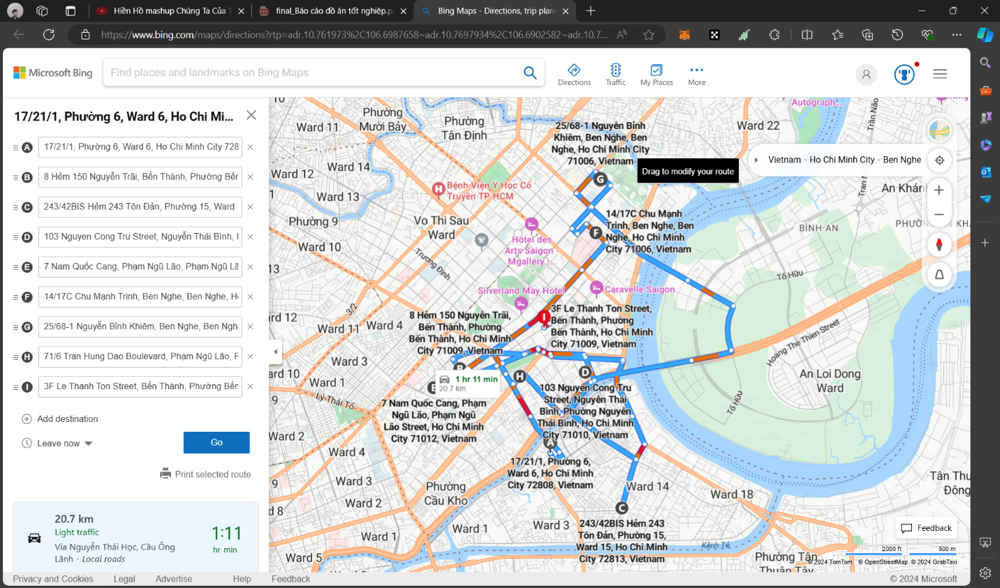 Hiền Hồ mashup Chúng Ta Của T
final_Báo cáo đồ án tốt nghiệp.p
Bing Maps - Directions, trip plan
https://www.bing.com/maps/directions?rtp=adr.10.761973%2C106.6987658~adr.10.7697934%2C106.6902582~adr.10.7...
Microsoft Bing
Find places and landmarks on Bing Maps
Directions
Traffic
My Places
More
17/21/1, Phường 6, Ward 6, Ho Chi Mi...
A 17/21/1, Phường 6, Ward 6, Ho Chi Minh City 728
B 8 Hẻm 150 Nguyễn Trãi, Bến Thành, Phường Bến
C 243/42BIS Hẻm 243 Tôn Đản, Phường 15, Ward
D 103 Nguyen Cong Tru Street, Nguyễn Thái Bình,
E 7 Nam Quốc Cang, Phạm Ngũ Lão, Phạm Ngũ Lã
F 14/17C Chu Mạnh Trinh, Ben Nghe, Ben Nghe, H
G 25/68-1 Nguyễn Bỉnh Khiêm, Ben Nghe, Ben Ngh
H 71/6 Tran Hung Dao Boulevard, Phạm Ngũ Lão, P
I 3F Le Thanh Ton Street, Bến Thành, Phường Bến
Add destination
Leave now
Go
Print selected route
20.7 km
Light traffic
Via Nguyễn Thái Học, Cầu Ông
Lãnh · Local roads
1:11
hr min
10
Ward 11
Phường
Mười Bảy
Phường
Tân Định
Autograph...
Ward 22
Trần Não
25/68-1 Nguyễn Bỉnh
Khiêm, Ben Nghe, Ben
Nghe, Ho Chi Minh City
71006, Vietnam
Drag to modify your route
Vietnam · Ho Chi Minh City · Ben Nghe
Ward 12
Ward 14
Ward 13
Bệnh Viện Y Học Cổ
Truyền TP.HCM
G
An Khán
Phường 9
Vo Thi Sau
Ward
14/17C Chu Mạnh
Trinh, Ben Nghe, Ben
Nghe, Ho Chi Minh
City 71006, Vietnam
F
BÌNH AN
Ward 10
Hôtel des
Arts Saigon -
Mgallery |...
Trương Định
13
Tố Hữu
Silverland May Hotel
Caravelle Saigon
3/2
rd 12
Ward 11
Ward 4
8 Hẻm 150 Nguyễn Trãi,
Bến Thành, Phường
Bến Thành, Ho Chi Minh
City 71009, Vietnam
I
3F Le Thanh Ton Street,
Bến Thành, Phường
Bến Thành, Ho Chi Minh
City 71009, Vietnam
Hoang The Thien Street
Ward 3
rd 10
Ward 1
B
E
1 hr 11 min
20.7 km
H
D
An Loi Dong
Ward
9
Lý Thái Tổ
7 Nam Quốc Cang, Phạm
Ngũ Lão, Phạm Ngũ
Lão Street, Ho Chi Minh
City 71012, Vietnam
103 Nguyen Cong Tru
Street, Nguyễn Thái
Bình, Phường Nguyễn
Thái Bình, Ho Chi Minh
City 71010, Vietnam
Tố Hữu
Ward 2
Ward 4
A
17/21/1, Phường 6,
Ward 6, Ho Chi Minh
City 72808, Vietnam
9
Ward 3
Phường
Cầu Kho
Ward 14
Ward 18
Tân Thu
Đông
Ward 2
d 8
C
243/42BIS Hẻm 243
Tôn Đản, Phường 15,
Ward 15, Ho Chi Minh
City 72813, Vietnam
Ward 1
Ward 3
Ward 1
Kênh Tẻ
Feedback
Ward 5
Phường Tân
Thuận Tây
2000 ft
500 m
© 2024 TomTom, © OpenStreetMap, © 2024 GrabTaxi
Privacy and Cookies
Legal
Advertise
Help
Feedback
© 2024 Microsoft